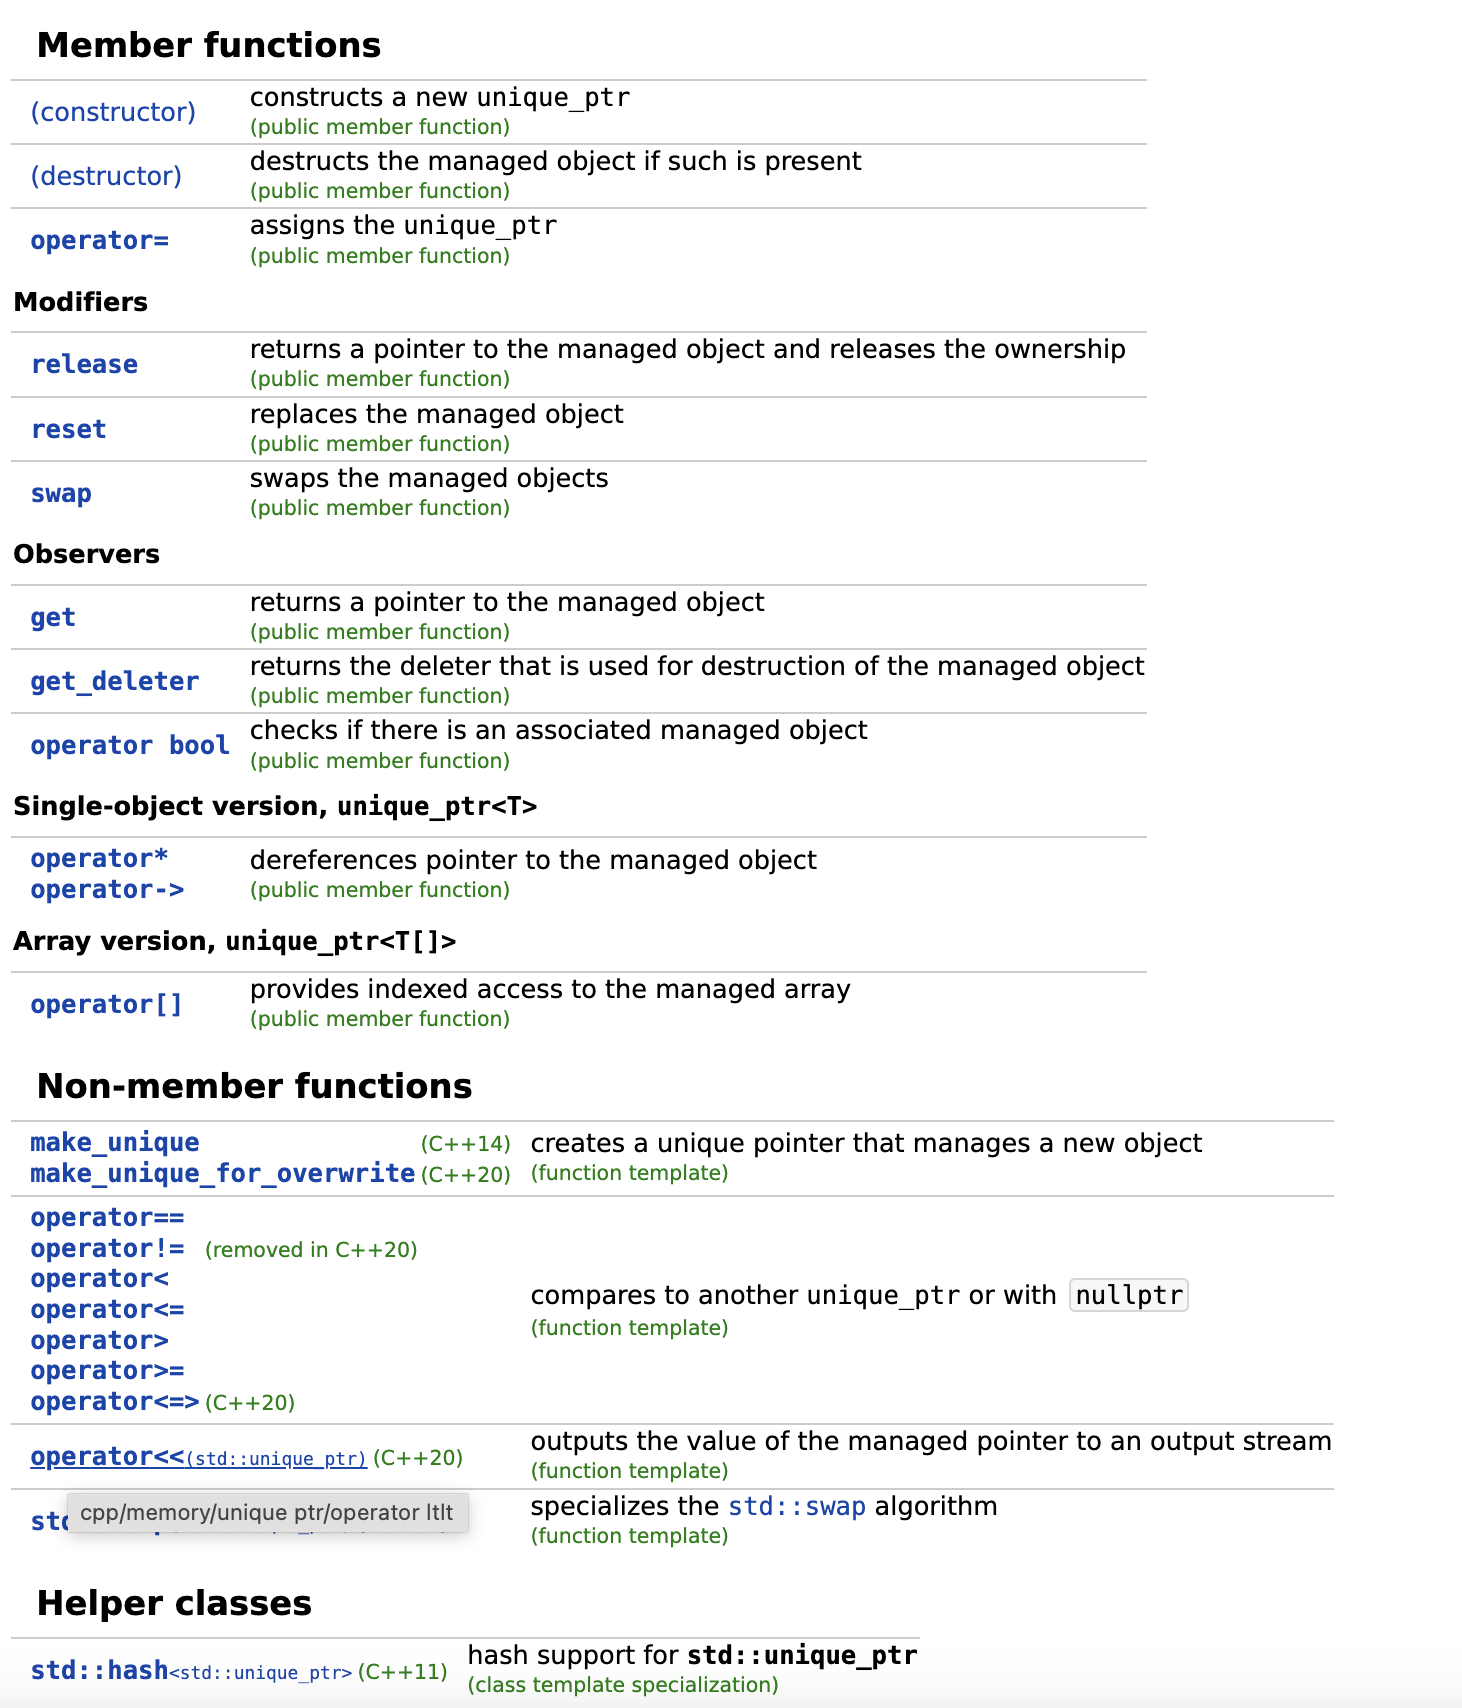 Member functions
(constructor) constructs a new unique_ptr
(public member function)
(destructor) destructs the managed object if such is present
(public member function)
operator= assigns the unique_ptr
(public member function)
Modifiers
release returns a pointer to the managed object and releases the ownership
(public member function)
reset replaces the managed object
(public member function)
swap swaps the managed objects
(public member function)
Observers
get returns a pointer to the managed object
(public member function)
get_deleter returns the deleter that is used for destruction of the managed object
(public member function)
operator bool checks if there is an associated managed object
(public member function)
Single-object version, unique_ptr<T>
operator*
operator->
dereferences pointer to the managed object
(public member function)
Array version, unique_ptr<T[]>
operator[] provides indexed access to the managed array
(public member function)
Non-member functions
make_unique (C++14)
make_unique_for_overwrite (C++20)
creates a unique pointer that manages a new object
(function template)
operator==
operator!= (removed in C++20)
operator<
operator<=
operator>
operator>=
operator<=> (C++20)
compares to another unique_ptr or with nullptr
(function template)
operator<<(std::unique_ptr) (C++20) outputs the value of the managed pointer to an output stream
(function template)
cpp/memory/unique ptr/operator ltlt
specializes the std::swap algorithm
(function template)
Helper classes
std::hash<std::unique_ptr> (C++11) hash support for std::unique_ptr
(class template specialization)